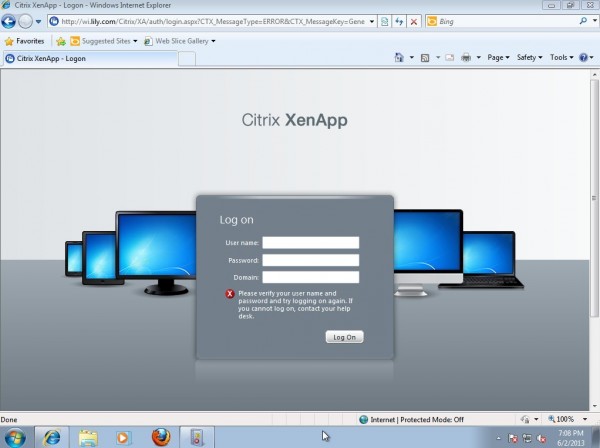 Citrix XenApp - Logon - Windows Internet Explorer
http://wi.lily.com/Citrix/XA/auth/login.aspx?CTX_MessageType=ERROR&CTX_MessageKey=Gene
Bing
Favorites
Suggested Sites
Web Slice Gallery
Citrix XenApp - Logon
Page
Safety
Tools
Citrix XenApp
Log on
User name:
Password:
Domain:
Please verify your user name and
password and try logging on again. If
you cannot log on, contact your help
desk.
Log On
Done
Internet | Protected Mode: Off
100%
7:08 PM
6/2/2013